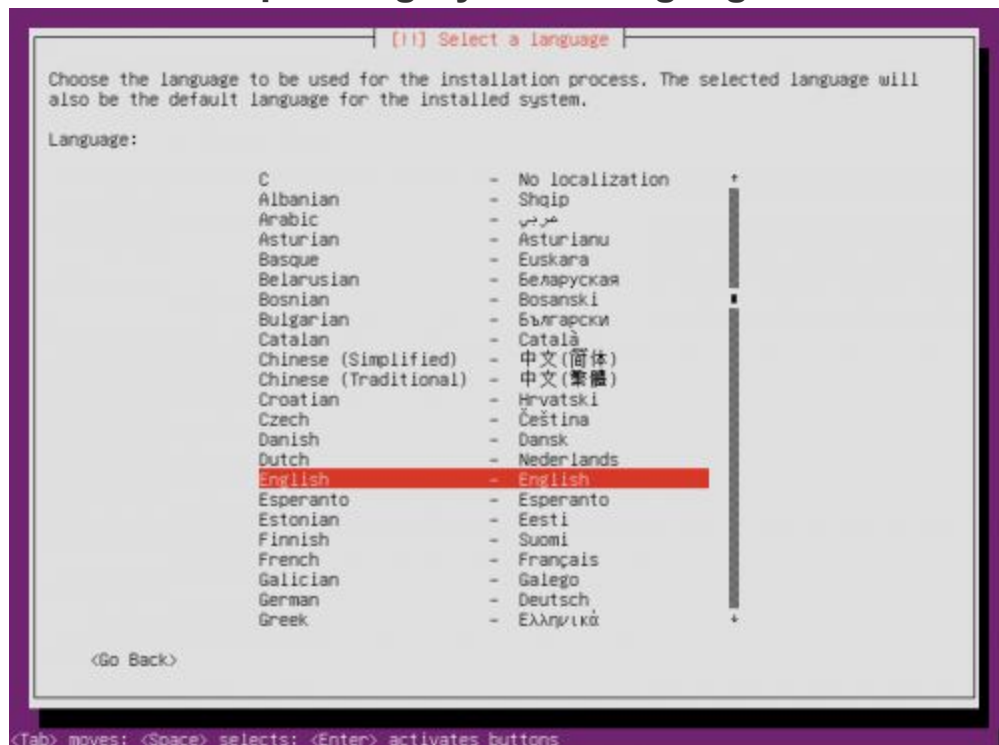 [!!] Select a language
Choose the language to be used for the installation process. The selected language will
also be the default language for the installed system.
Language:
C - No localization
Albanian - Shqip
Arabic - عربي
Asturian - Asturianu
Basque - Euskara
Belarusian - Беларуская
Bosnian - Bosanski
Bulgarian - Български
Catalan - Català
Chinese (Simplified) - 中文(简体)
Chinese (Traditional) - 中文(繁體)
Croatian - Hrvatski
Czech - Čeština
Danish - Dansk
Dutch - Nederlands
English - English
Esperanto - Esperanto
Estonian - Eesti
Finnish - Suomi
French - Français
Galician - Galego
German - Deutsch
Greek - Ελληνικά
<Go Back>
<Tab> moves; <Space> selects; <Enter> activates buttons